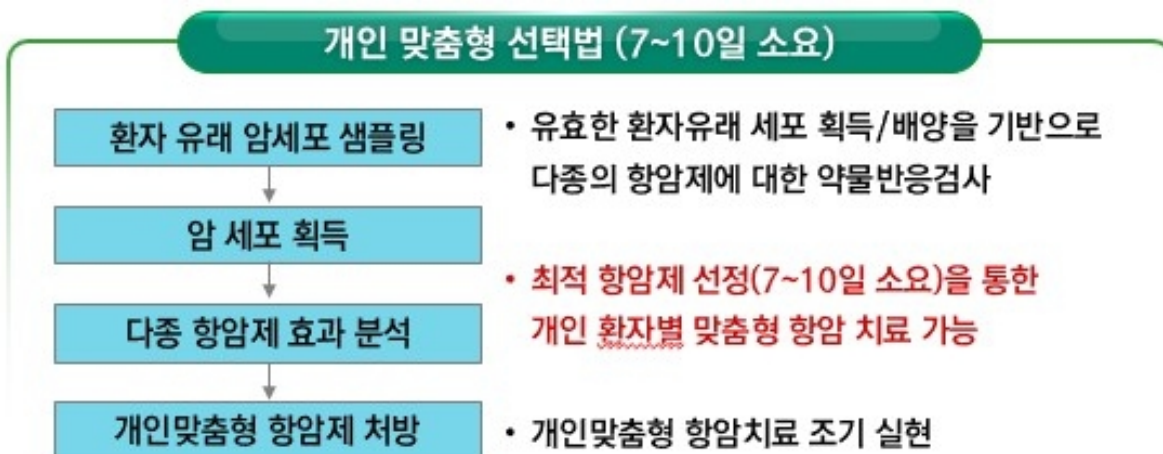 개인 맞춤형 선택법 (7~10일 소요)
환자 유래 암세포 샘플링
암 세포 획득
다종 항암제 효과 분석
개인맞춤형 항암제 처방
• 유효한 환자유래 세포 획득/배양을 기반으로
다종의 항암제에 대한 약물반응검사
• 최적 항암제 선정(7~10일 소요)을 통한
개인 환자별 맞춤형 항암 치료 가능
• 개인맞춤형 항암치료 조기 실현